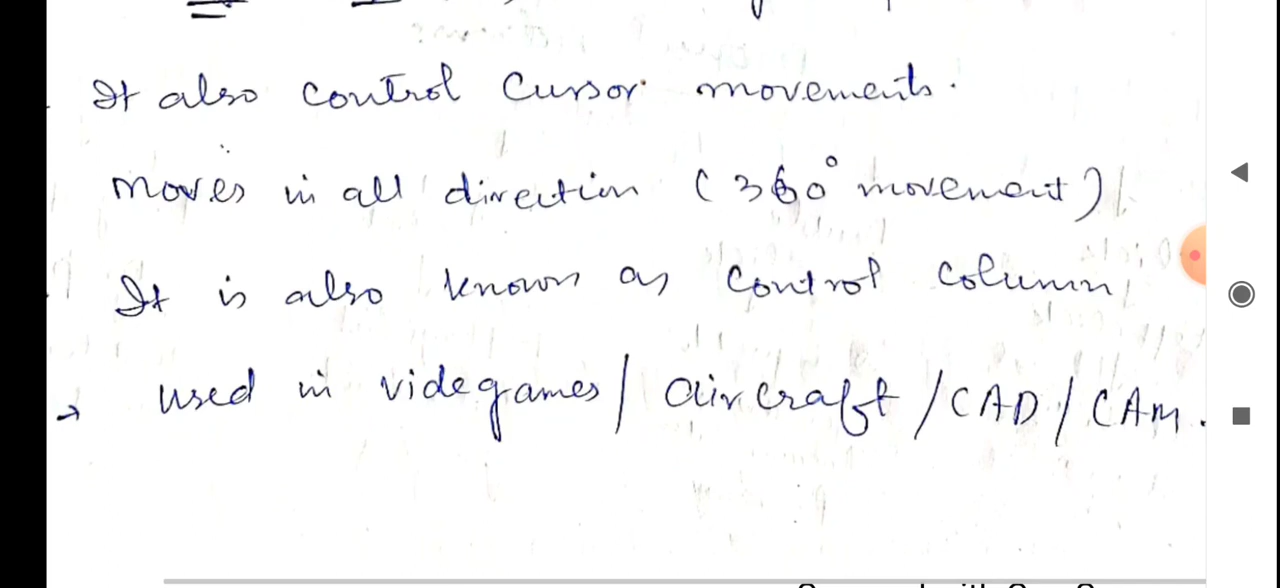 It also control cursor movements.
moves in all direction (360° movement)
It is also known as control column
→ used in videgames / aircraft / CAD / CAM.